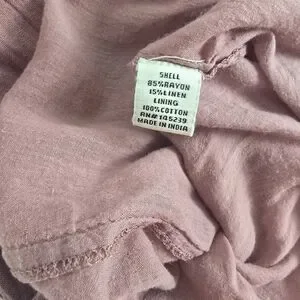 SHELL
85%RAYON
15%LINEN
LINING
100%COTTON
RN# 145239
MADE IN INDIA